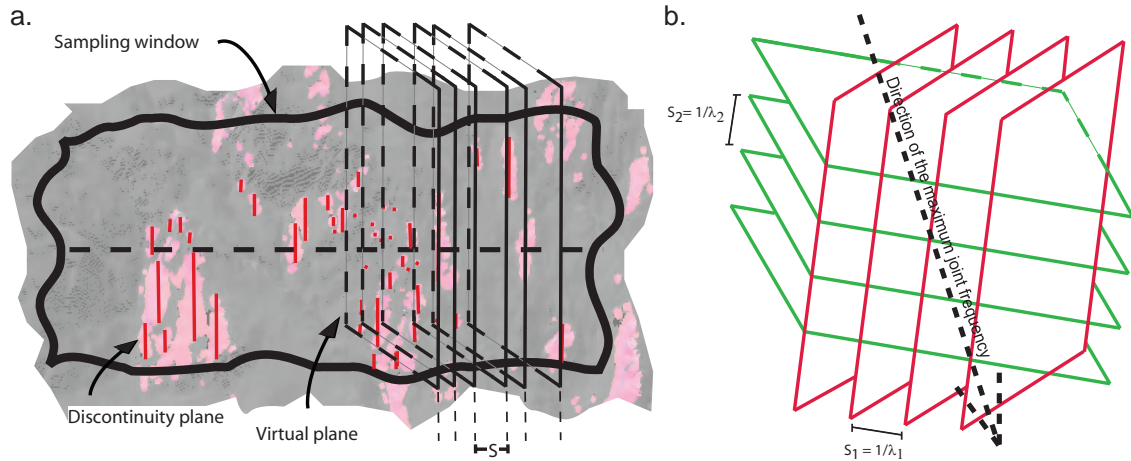 a.
Sampling window
Discontinuity plane
Virtual plane
S
b.
S₂= 1/λ₂
Direction of the maximum joint frequency
S₁ = 1/λ₁